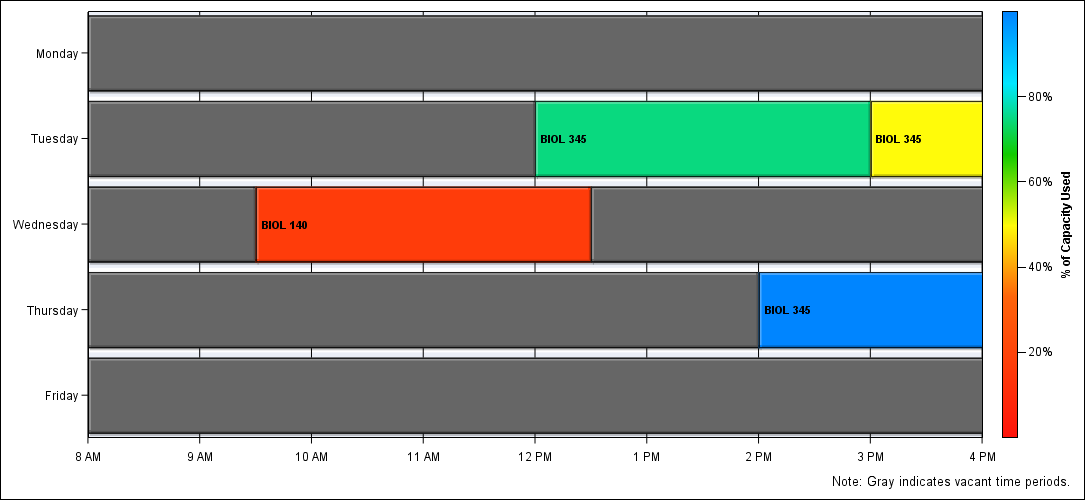 Monday
Tuesday
BIOL 345
BIOL 345
Wednesday
BIOL 140
Thursday
BIOL 345
Friday
8 AM 9 AM 10 AM 11 AM 12 PM 1 PM 2 PM 3 PM 4 PM
80%
60%
40%
20%
% of Capacity Used
Note: Gray indicates vacant time periods.